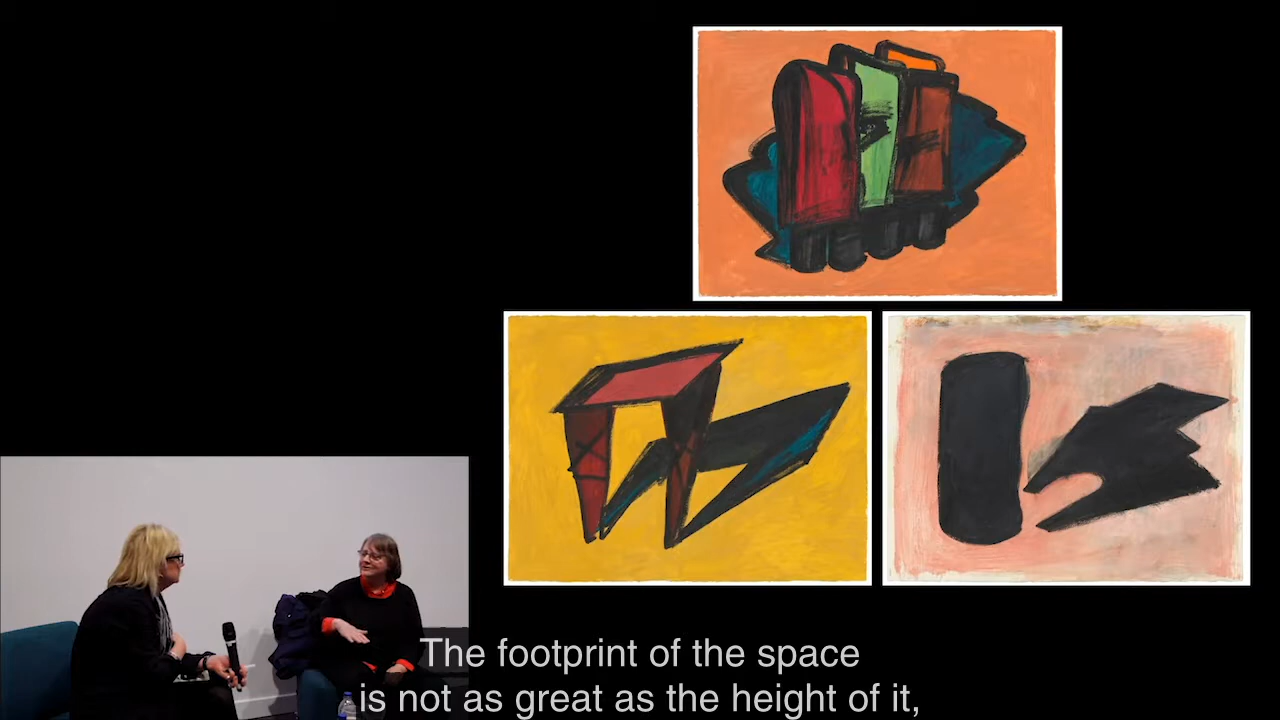 The footprint of the space
is not as great as the height of it,